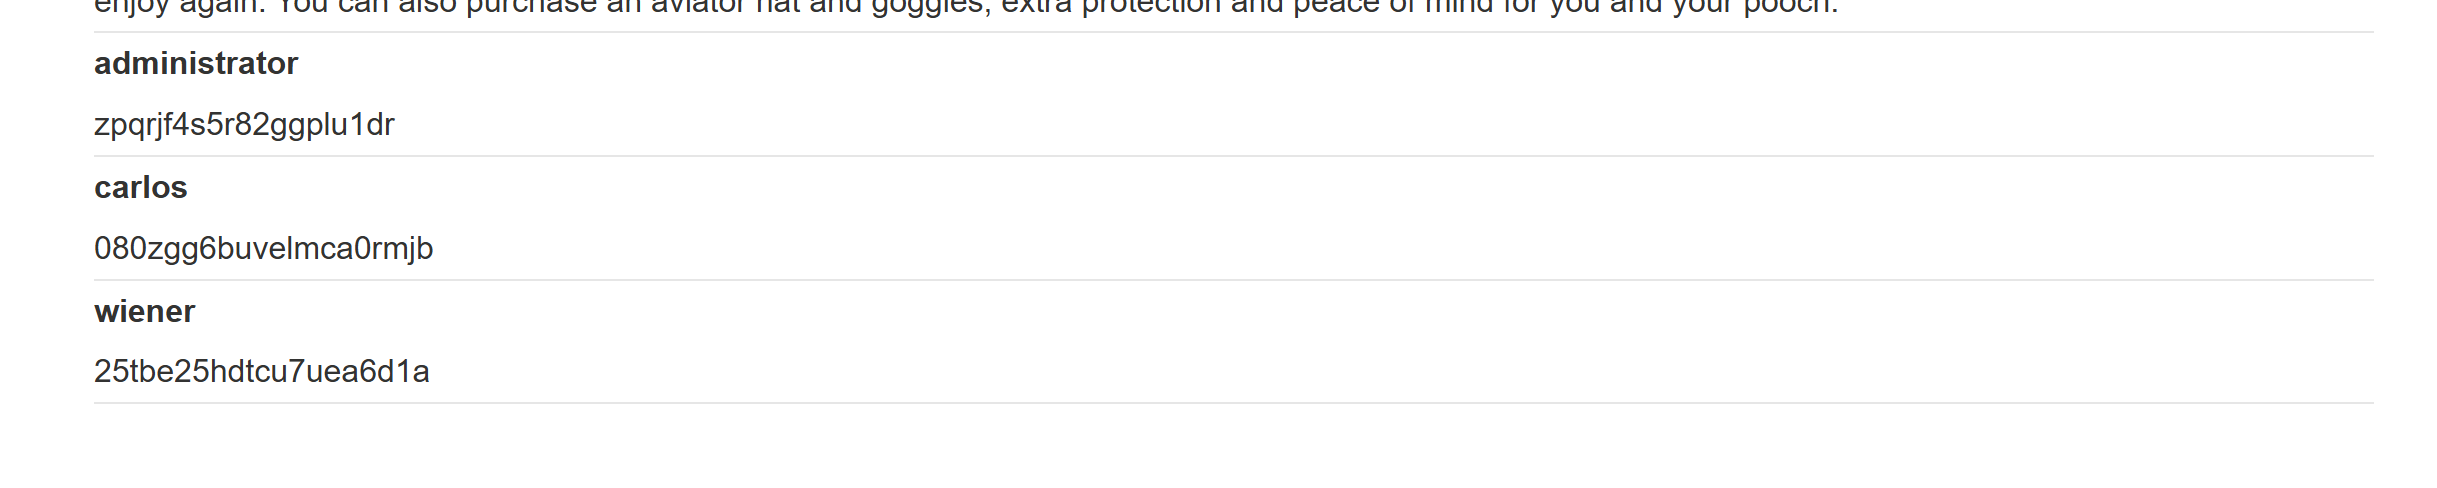 enjoy again. You can also purchase an aviator hat and goggles, extra protection and peace of mind for you and your pooch.
administrator
zpqrjf4s5r82ggplu1dr
carlos
080zgg6buvelmca0rmjb
wiener
25tbe25hdtcu7uea6d1a